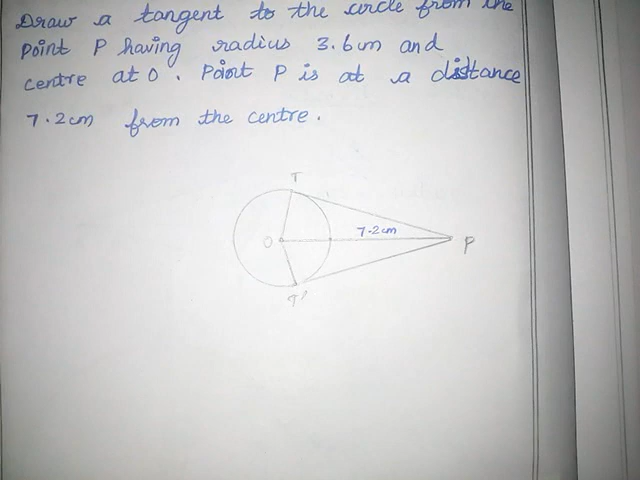 Draw a tangent to the circle from the
Point P having radius 3.6cm and
centre at O. Point P is at a distance
7.2cm from the centre.
T
O 7.2cm P
T'